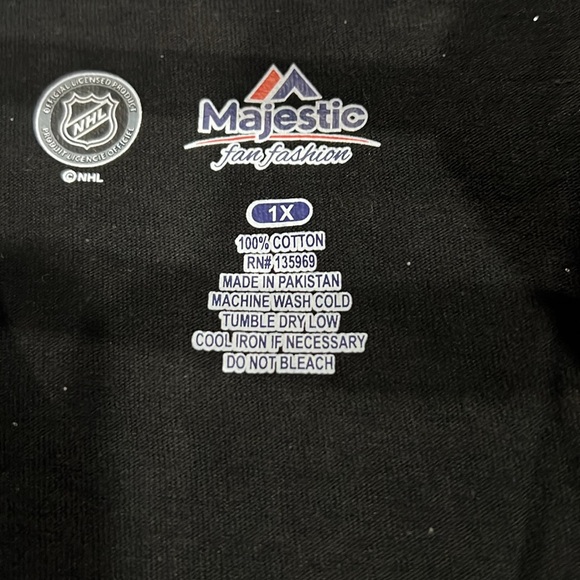 OFFICIAL LICENSED PRODUCT
NHL
PRODUIT LICENCIÉ OFFICIEL
©NHL
Majestic
fan fashion
1X
100% COTTON
RN# 135969
MADE IN PAKISTAN
MACHINE WASH COLD
TUMBLE DRY LOW
COOL IRON IF NECESSARY
DO NOT BLEACH